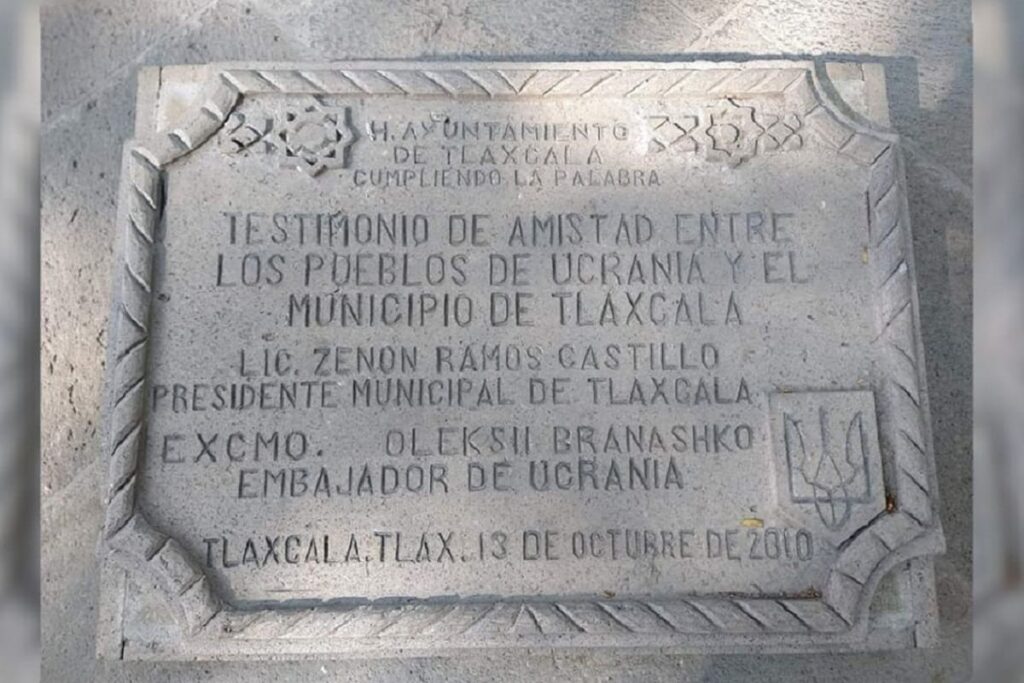 H. AYUNTAMIENTO
DE TLAXCALA
CUMPLIENDO LA PALABRA
TESTIMONIO DE AMISTAD ENTRE
LOS PUEBLOS DE UCRANIA Y EL
MUNICIPIO DE TLAXCALA
LIC. ZENON RAMOS CASTILLO
PRESIDENTE MUNICIPAL DE TLAXCALA
EXCMO. OLEKSII BRANASHKO
EMBAJADOR DE UCRANIA
TLAXCALA, TLAX. 13 DE OCTUBRE DE 2010